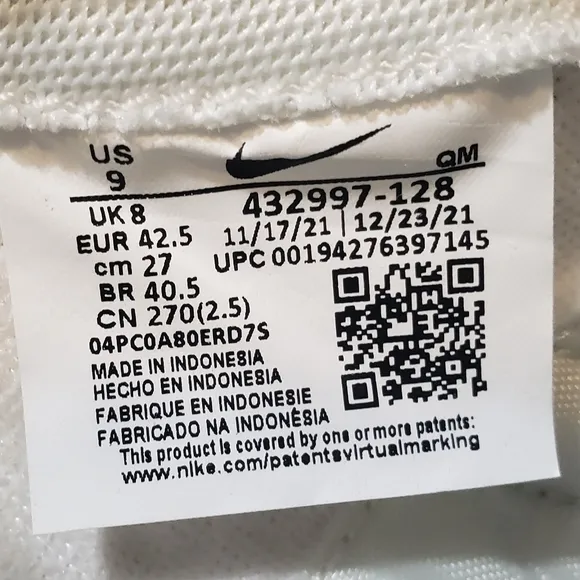 US
9
QM
UK 8
432997-128
EUR 42.5
11/17/21 | 12/23/21
cm 27
UPC 00194276397145
BR 40.5
CN 270(2.5)
04PC0A80ERD7S
MADE IN INDONESIA
HECHO EN INDONESIA
FABRIQUE EN INDONESIE
FABRICADO NA INDONÉSIA
This product is covered by one or more patents:
www.nike.com/patentsvirtualmarking